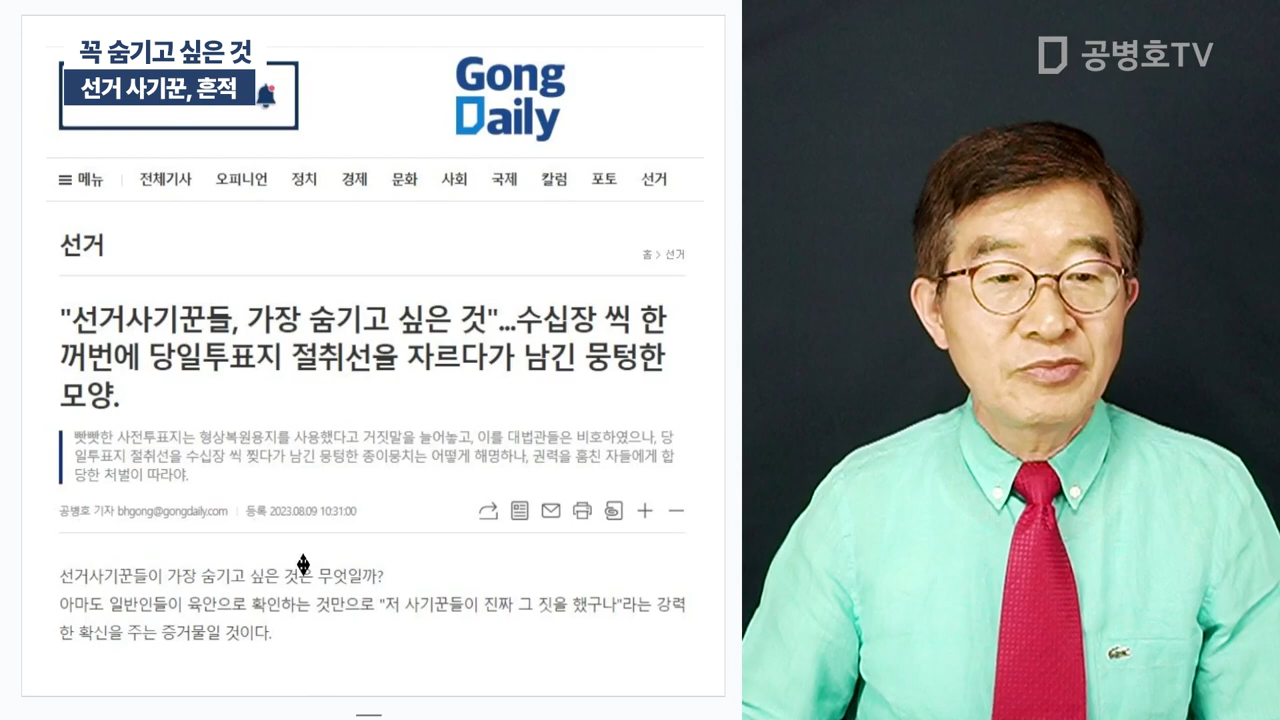 꼭 숨기고 싶은 것
선거 사기꾼, 흔적
Gong
Daily
공병호TV
메뉴 전체기사 오피니언 정치 경제 문화 사회 국제 칼럼 포토 선거
선거
홈 > 선거
"선거사기꾼들, 가장 숨기고 싶은 것"...수십장 씩 한
꺼번에 당일투표지 절취선을 자르다가 남긴 뭉텅한
모양.
빳빳한 사전투표지는 형상복원용지를 사용했다고 거짓말을 늘어놓고, 이를 대법관들은 비호하였으나, 당
일투표지 절취선을 수십장 씩 찢다가 남긴 뭉텅한 종이뭉치는 어떻게 해명하나, 권력을 훔친 자들에게 합
당한 처벌이 따라야.
공병호 기자 bhgong@gongdaily.com 등록 2023.08.09 10:31:00
선거사기꾼들이 가장 숨기고 싶은 것은 무엇일까?
아마도 일반인들이 육안으로 확인하는 것만으로 "저 사기꾼들이 진짜 그 짓을 했구나"라는 강력
한 확신을 주는 증거물일 것이다.